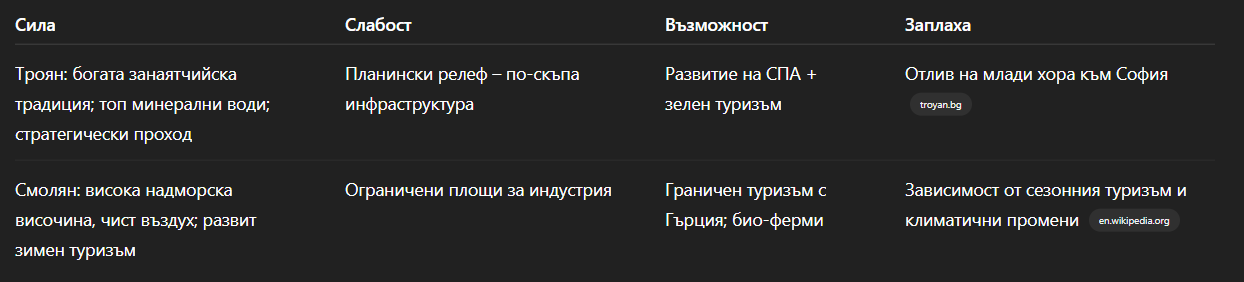 Сила Слабост Възможност Заплаха
Троян: богата занаятчийска
традиция; топ минерални води;
стратегически проход
Планински релеф – по-скъпа
инфраструктура
Развитие на СПА +
зелен туризъм
Отлив на млади хора към София
troyan.bg
Смолян: висока надморска
височина, чист въздух; развит
зимен туризъм
Ограничени площи за индустрия
Граничен туризъм с
Гърция; био-ферми
Зависимост от сезонния туризъм и
климатични промени en.wikipedia.org